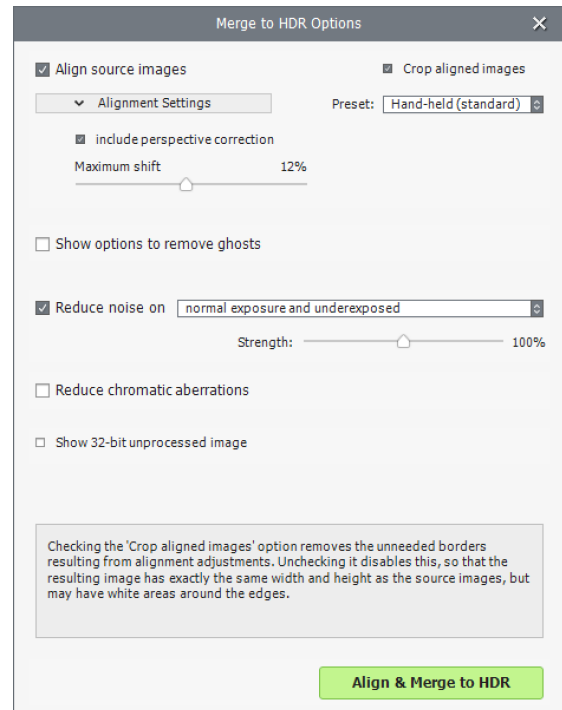 Merge to HDR Options
Align source images
Crop aligned images
Alignment Settings
Preset: Hand-held (standard)
include perspective correction
Maximum shift 12%
Show options to remove ghosts
Reduce noise on normal exposure and underexposed
Strength: 100%
Reduce chromatic aberrations
Show 32-bit unprocessed image
Checking the 'Crop aligned images' option removes the unneeded borders
resulting from alignment adjustments. Unchecking it disables this, so that the
resulting image has exactly the same width and height as the source images, but
may have white areas around the edges.
Align & Merge to HDR